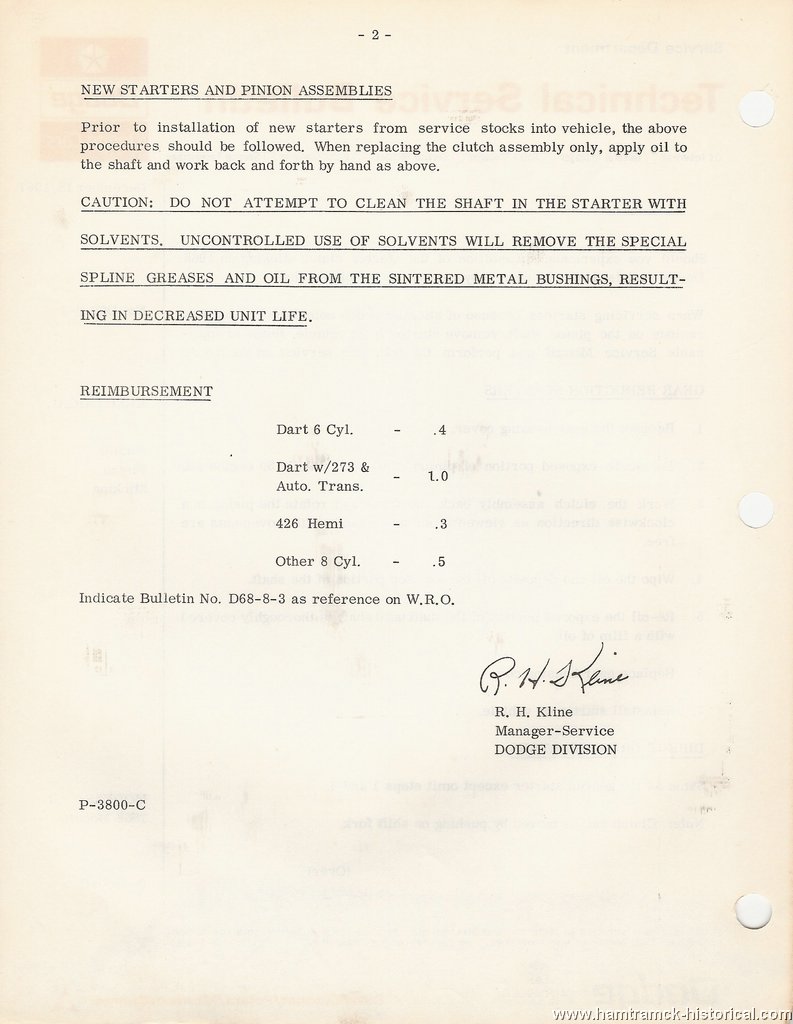 - 2 -
NEW STARTERS AND PINION ASSEMBLIES
Prior to installation of new starters from service stocks into vehicle, the above
procedures should be followed. When replacing the clutch assembly only, apply oil to
the shaft and work back and forth by hand as above.
CAUTION: DO NOT ATTEMPT TO CLEAN THE SHAFT IN THE STARTER WITH
SOLVENTS. UNCONTROLLED USE OF SOLVENTS WILL REMOVE THE SPECIAL
SPLINE GREASES AND OIL FROM THE SINTERED METAL BUSHINGS, RESULT-
ING IN DECREASED UNIT LIFE.
REIMBURSEMENT
Dart 6 Cyl. - .4
Dart w/273 &
Auto. Trans. - 1.0
426 Hemi - .3
Other 8 Cyl. - .5
Indicate Bulletin No. D68-8-3 as reference on W.R.O.
R. H. Kline
R. H. Kline
Manager-Service
DODGE DIVISION
P-3800-C
www.hamtramck-historical.com